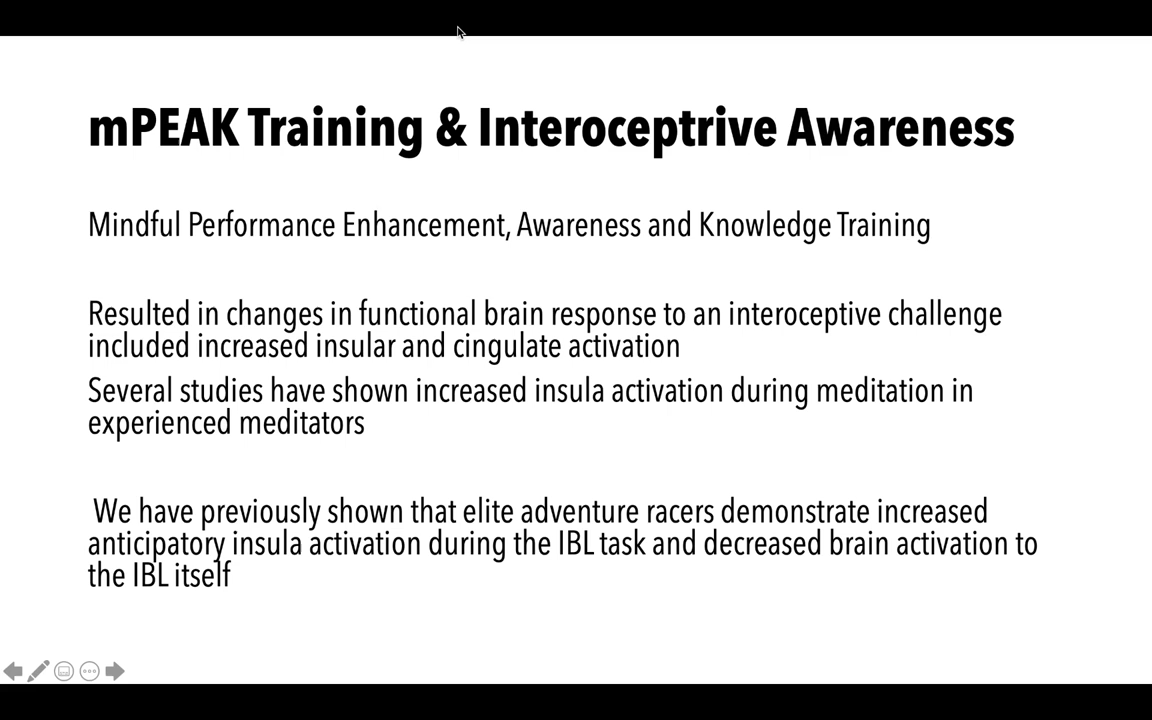 mPEAK Training & Interoceptrive Awareness
Mindful Performance Enhancement, Awareness and Knowledge Training
Resulted in changes in functional brain response to an interoceptive challenge
included increased insular and cingulate activation
Several studies have shown increased insula activation during meditation in
experienced meditators
We have previously shown that elite adventure racers demonstrate increased
anticipatory insula activation during the IBL task and decreased brain activation to
the IBL itself